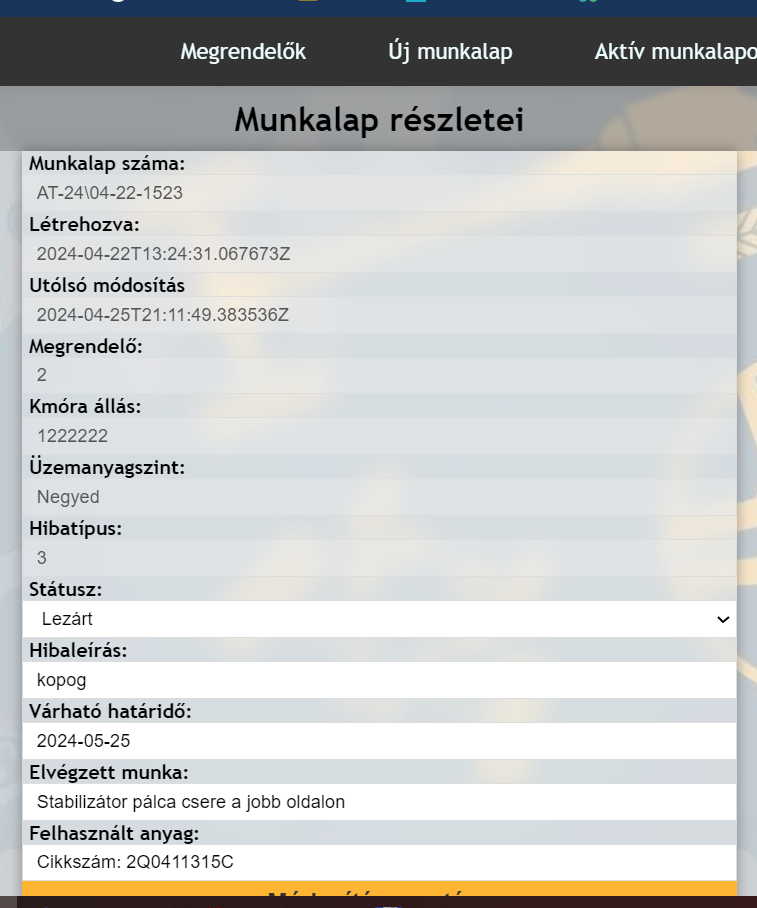 Megrendelők Új munkalap Aktív
Munkalap részletei
Munkalap száma:
AT-24\04-22-1523
Létrehozva:
2024-04-22T13:24:31.067673Z
Utólsó módosítás
2024-04-25T21:11:49.383536Z
Megrendelő:
2
Kmóra állás:
1222222
Üzemanyagszint:
Negyed
Hibatípus:
3
Státusz:
Lezárt
Hibaleírás:
kopog
Várható határidő:
2024-05-25
Elvégzett munka:
Stabilizátor pálca csere a jobb oldalon
Felhasznált anyag:
Cikkszám: 2Q0411315C